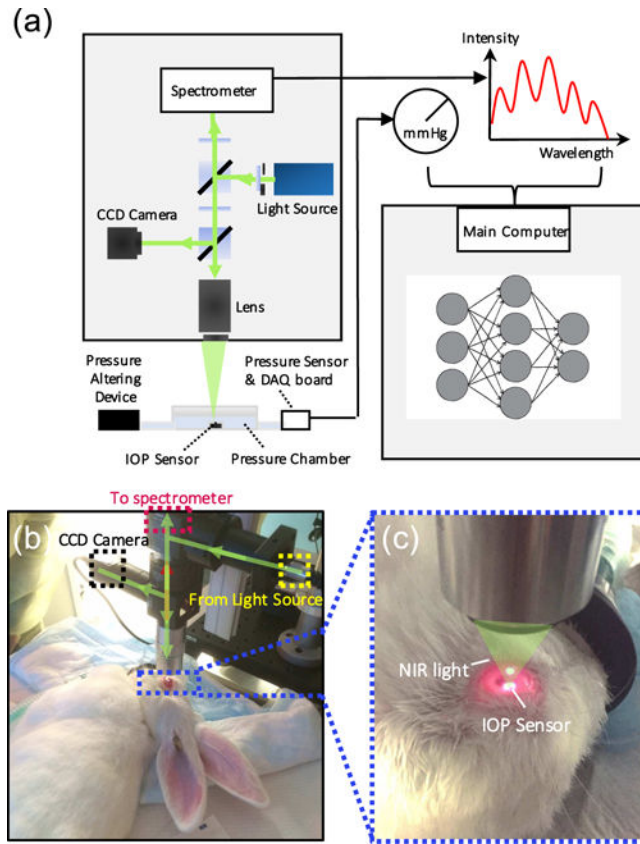 (a)
Intensity
Spectrometer
mmHg
Wavelength
Light Source
CCD Camera
Main Computer
Lens
Pressure
Altering
Device
Pressure Sensor
& DAQ board
IOP Sensor
Pressure Chamber
To spectrometer
(b)
CCD Camera
From Light Source
(c)
NIR light
IOP Sensor